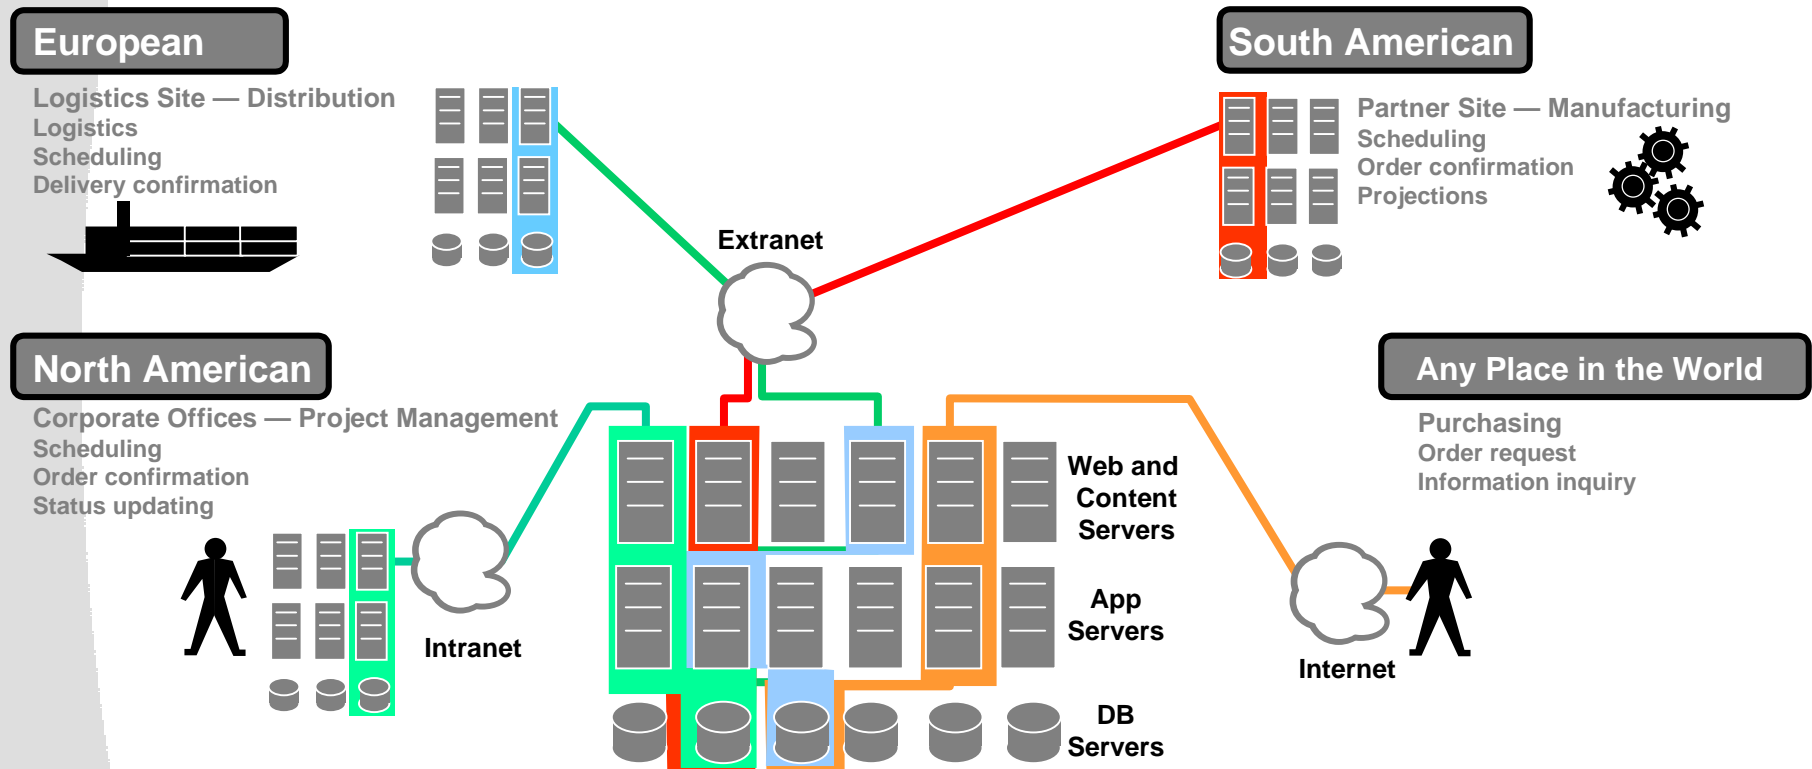 European
Logistics Site — Distribution
Logistics
Scheduling
Delivery confirmation
South American
Partner Site — Manufacturing
Scheduling
Order confirmation
Projections
Extranet
North American
Corporate Offices — Project Management
Scheduling
Order confirmation
Status updating
Intranet
Any Place in the World
Purchasing
Order request
Information inquiry
Internet
Web and
Content
Servers
App
Servers
DB
Servers